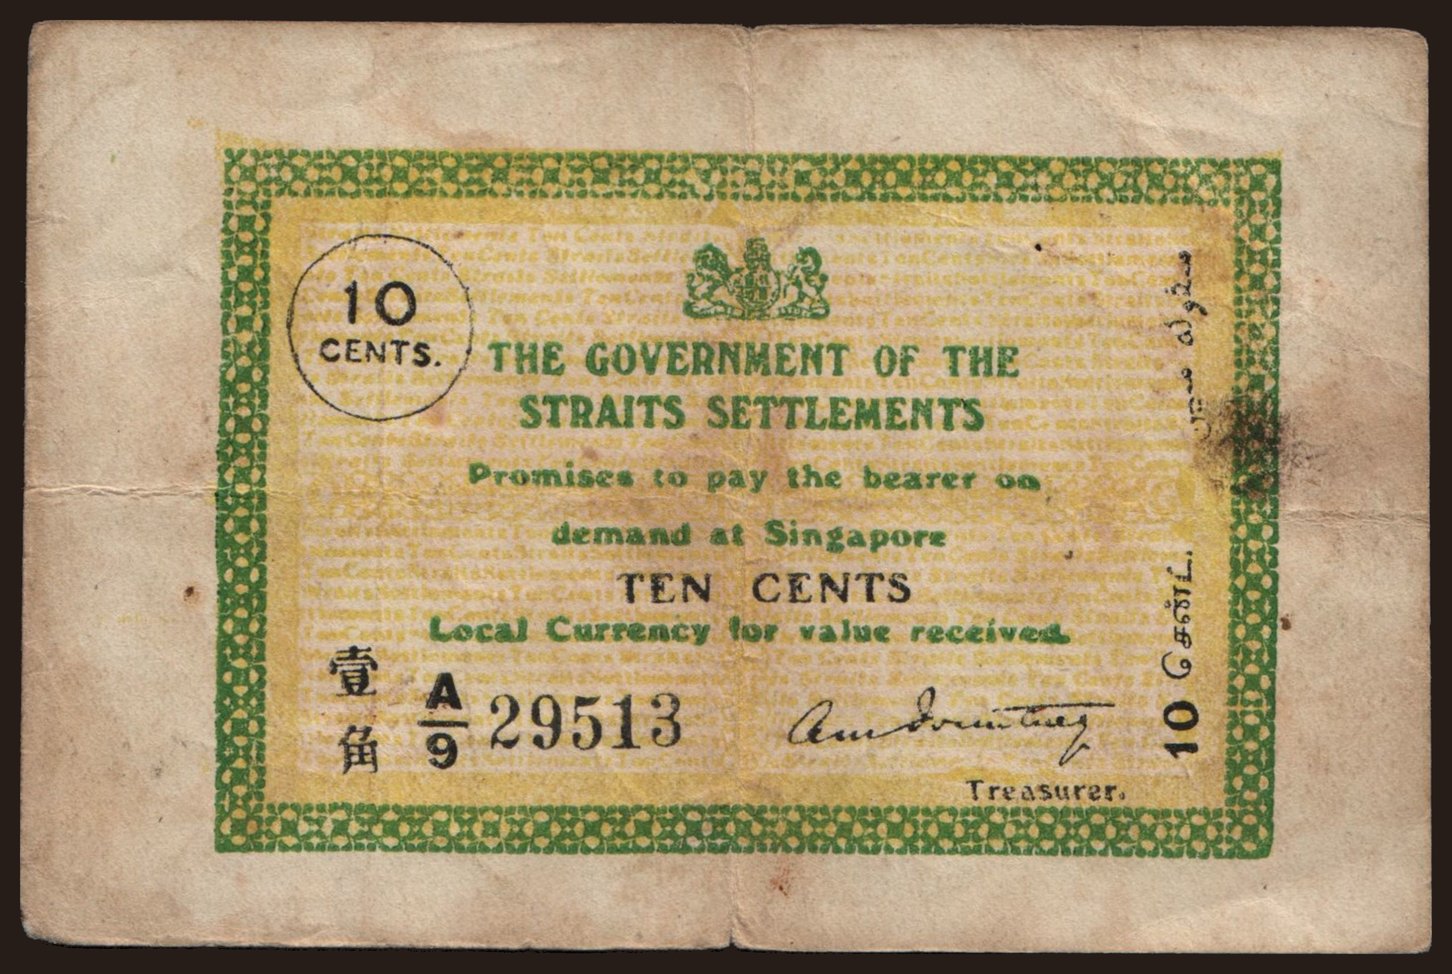 10
CENTS.
THE GOVERNMENT OF THE
STRAITS SETTLEMENTS
Promises to pay the bearer on
demand at Singapore
TEN CENTS
Local Currency for value received.
壹角
A/9 29513
Treasurer.
10 சென்ட்.